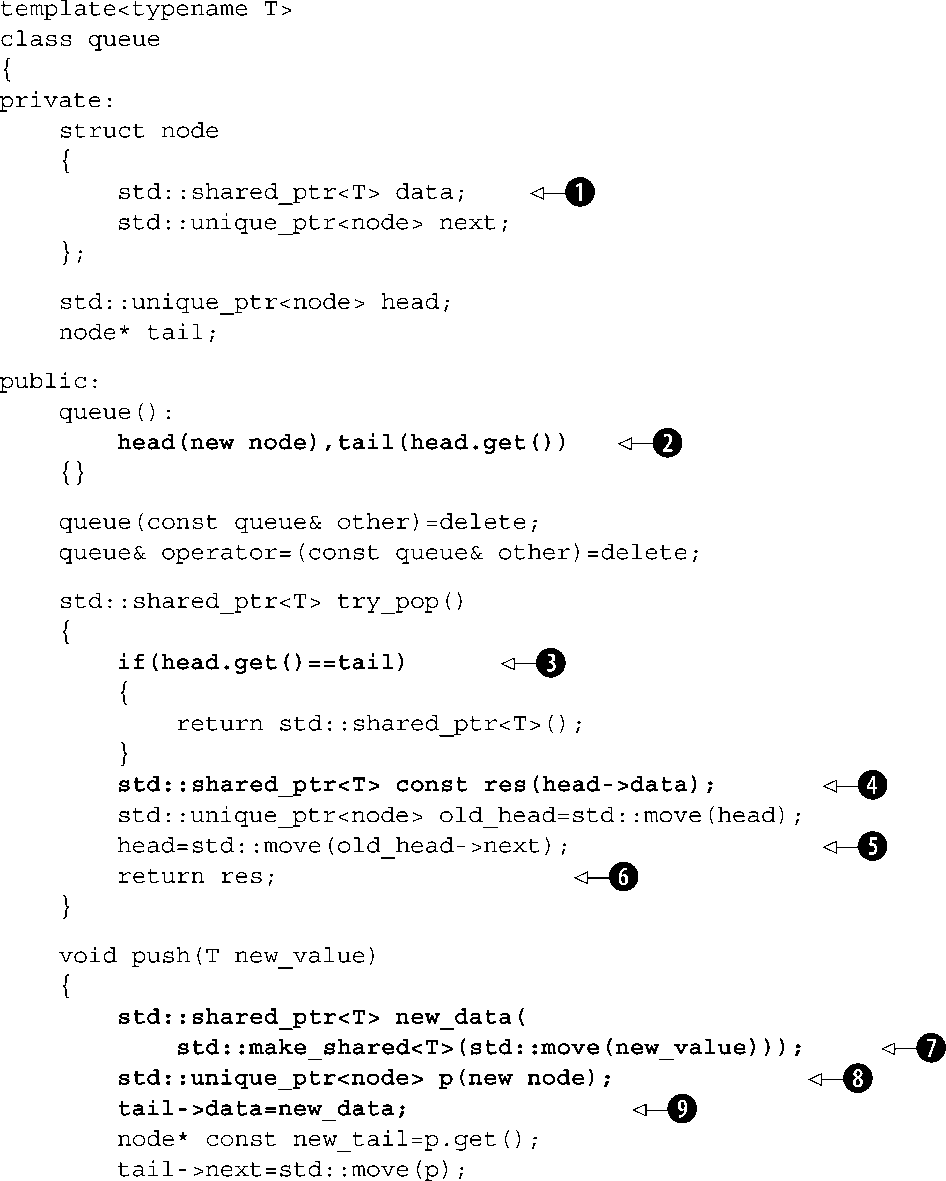 template<typename T>
class queue
{
private:
    struct node
    {
        std::shared_ptr<T> data; 1
        std::unique_ptr<node> next;
    };
    std::unique_ptr<node> head;
    node* tail;
public:
    queue():
        head(new node),tail(head.get()) 2
    {}
    queue(const queue& other)=delete;
    queue& operator=(const queue& other)=delete;
    std::shared_ptr<T> try_pop()
    {
        if(head.get()==tail) 3
        {
            return std::shared_ptr<T>();
        }
        std::shared_ptr<T> const res(head->data); 4
        std::unique_ptr<node> old_head=std::move(head);
        head=std::move(old_head->next); 5
        return res; 6
    }
    void push(T new_value)
    {
        std::shared_ptr<T> new_data(
            std::make_shared<T>(std::move(new_value))); 7
        std::unique_ptr<node> p(new node); 8
        tail->data=new_data; 9
        node* const new_tail=p.get();
        tail->next=std::move(p);